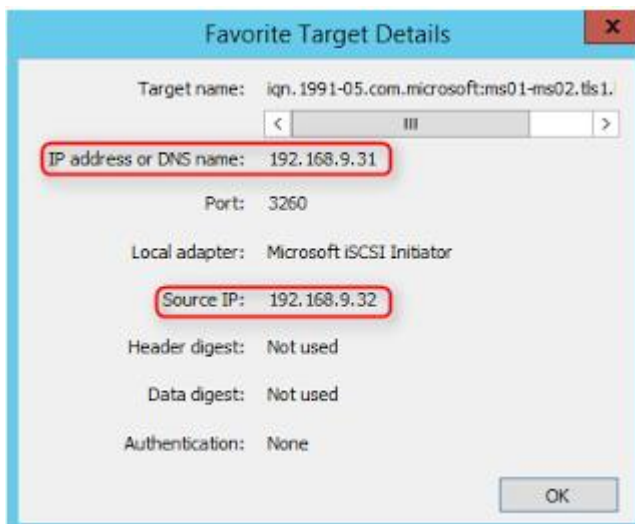 Favorite Target Details
x
Target name: iqn.1991-05.com.microsoft:ms01-ms02.tls1.
IP address or DNS name: 192.168.9.31
Port: 3260
Local adapter: Microsoft iSCSI Initiator
Source IP: 192.168.9.32
Header digest: Not used
Data digest: Not used
Authentication: None
OK